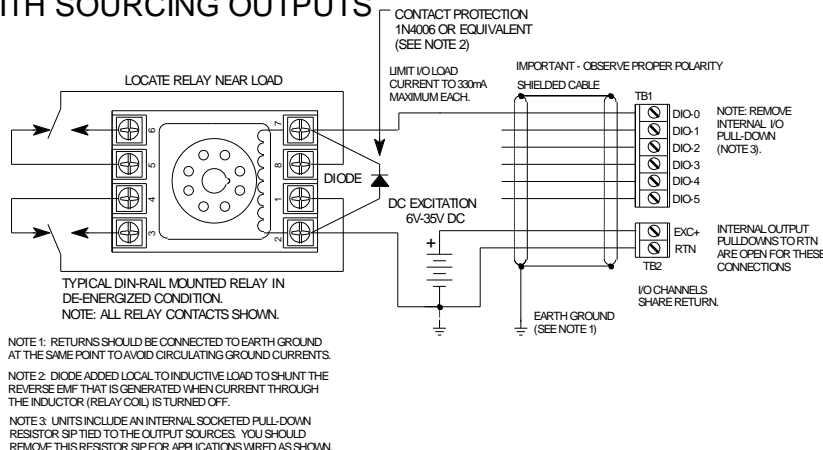 ITH SOURCING OUTPUTS
CONTACT PROTECTION
1N4006 OR EQUIVALENT
(SEE NOTE 2)
LIMIT I/O LOAD
CURRENT TO 330mA
MAXIMUM EACH.
IMPORTANT - OBSERVE PROPER POLARITY
SHIELDED CABLE
LOCATE RELAY NEAR LOAD
TB1
DIO-0
DIO-1
DIO-2
DIO-3
DIO-4
DIO-5
NOTE: REMOVE
INTERNAL I/O
PULL-DOWN
(NOTE 3).
6
5
4
3
7
8
1
2
DIODE
DC EXCITATION
6V-35V DC
+
EXC+
RTN
TB2
INTERNAL OUTPUT
PULLDOWNS TO RTN
ARE OPEN FOR THESE
CONNECTIONS
I/O CHANNELS
SHARE RETURN.
EARTH GROUND
(SEE NOTE 1)
TYPICAL DIN-RAIL MOUNTED RELAY IN
DE-ENERGIZED CONDITION.
NOTE: ALL RELAY CONTACTS SHOWN.
NOTE 1: RETURNS SHOULD BE CONNECTED TO EARTH GROUND
AT THE SAME POINT TO AVOID CIRCULATING GROUND CURRENTS.
NOTE 2: DIODE ADDED LOCAL TO INDUCTIVE LOAD TO SHUNT THE
REVERSE EMF THAT IS GENERATED WHEN CURRENT THROUGH
THE INDUCTOR (RELAY COIL) IS TURNED OFF.
NOTE 3: UNITS INCLUDE AN INTERNAL SOCKETED PULL-DOWN
RESISTOR SIP TIED TO THE OUTPUT SOURCES. YOU SHOULD
REMOVE THIS RESISTOR SIP FOR APPLICATIONS WIRED AS SHOWN.